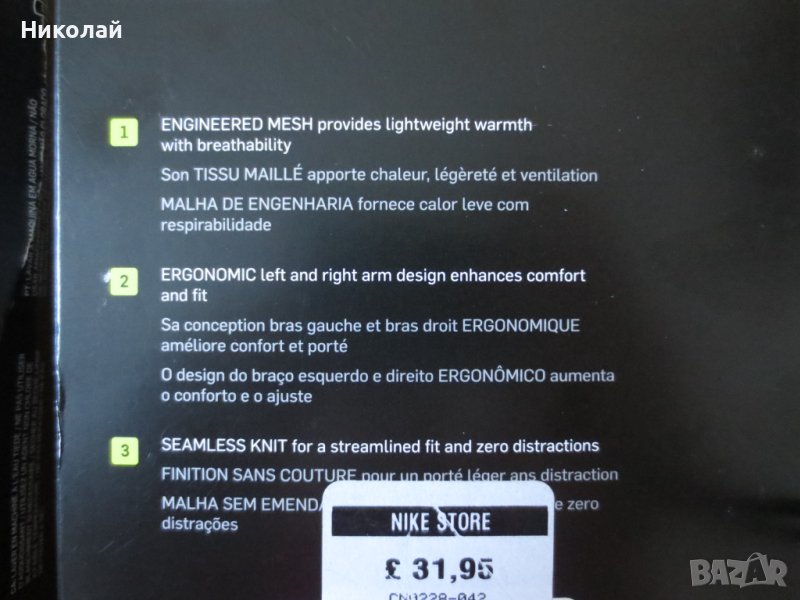 Николай
1
ENGINEERED MESH provides lightweight warmth
with breathability
Son TISSU MAILLÉ apporte chaleur, légèreté et ventilation
MALHA DE ENGENHARIA fornece calor leve com
respirabilidade
2
ERGONOMIC left and right arm design enhances comfort
and fit
Sa conception bras gauche et bras droit ERGONOMIQUE
améliore confort et porté
O design do braço esquerdo e direito ERGONÔMICO aumenta
o conforto e o ajuste
3
SEAMLESS KNIT for a streamlined fit and zero distractions
FINITION SANS COUTURE pour un porté léger ans distraction
MALHA SEM EMENDA e zero
distrações
NIKE STORE
£ 31,95
BAZAR